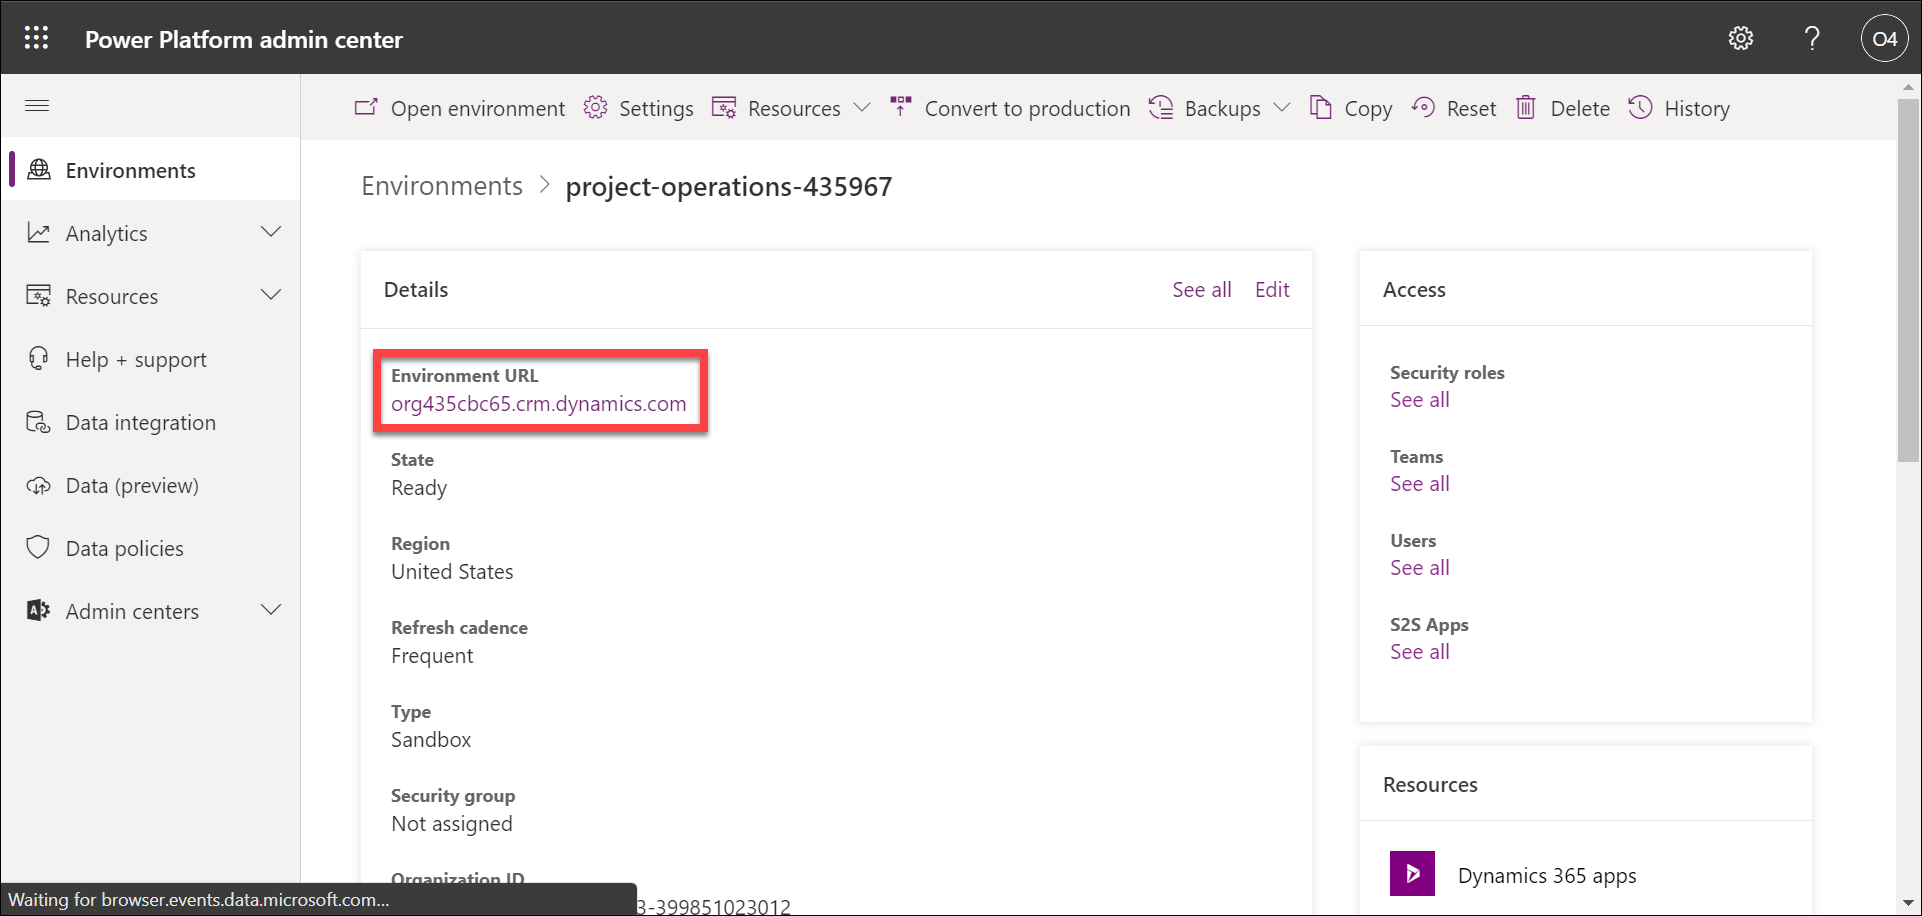 Power Platform admin center
O4
Open environment Settings Resources Convert to production Backups Copy Reset Delete History
Environments
Analytics
Resources
Help + support
Data integration
Data (preview)
Data policies
Admin centers
Environments > project-operations-435967
Details See all Edit
Environment URL
org435cbc65.crm.dynamics.com
State
Ready
Region
United States
Refresh cadence
Frequent
Type
Sandbox
Security group
Not assigned
Organization ID
3-399851023012
Access
Security roles
See all
Teams
See all
Users
See all
S2S Apps
See all
Resources
Dynamics 365 apps
Waiting for browser.events.data.microsoft.com...